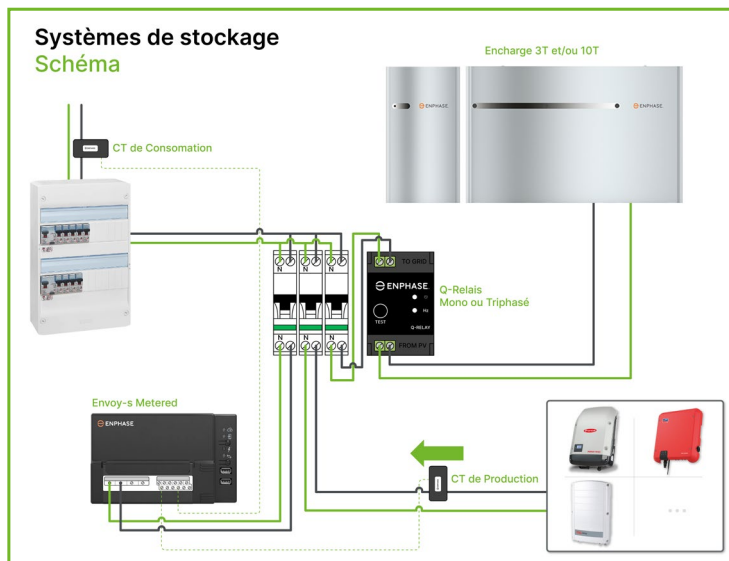 Systèmes de stockage
Schéma
Encharge 3T et/ou 10T
ENPHASE
ENPHASE
CT de Consomation
N
N
N
TO GRID
ENPHASE
Hz
TEST
Q-RELAY
FROM PV
Q-Relais
Mono ou Triphasé
N
N
N
Envoy-s Metered
ENPHASE
CT de Production